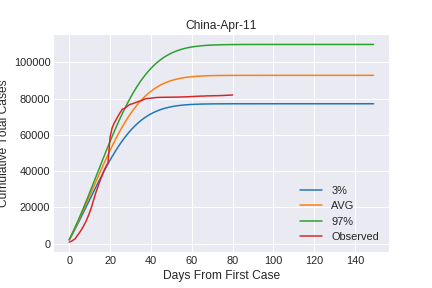 China-Apr-11
Cumulative Total Cases
100000
80000
60000
40000
20000
0
0 20 40 60 80 100 120 140
Days From First Case
3%
AVG
97%
Observed